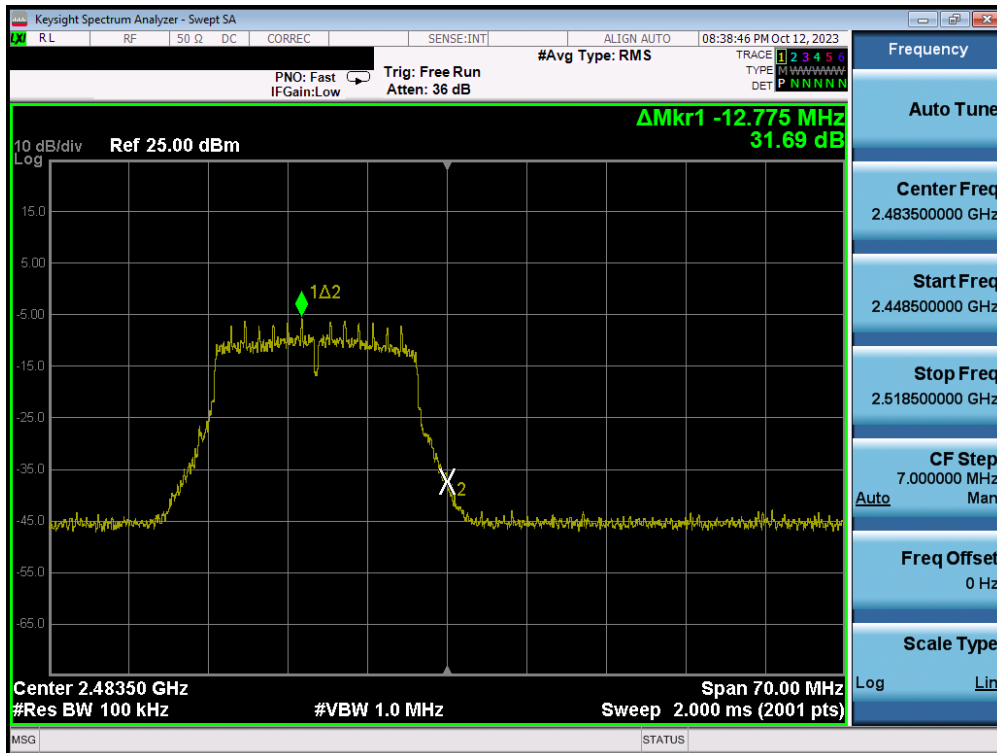 Keysight Spectrum Analyzer - Swept SA
LXI RL RF 50 Ω DC CORREC SENSE:INT ALIGN AUTO 08:38:46 PM Oct 12, 2023
#Avg Type: RMS
TRACE 1 2 3 4 5 6
TYPE M WWWWW
DET P N N N N N
PNO: Fast
IFGain:Low
Trig: Free Run
Atten: 36 dB
ΔMkr1 -12.775 MHz
31.69 dB
10 dB/div Ref 25.00 dBm
Log
15.0
5.00
-5.00
-15.0
-25.0
-35.0
-45.0
-55.0
-65.0
1Δ2
2
Center 2.48350 GHz Span 70.00 MHz
#Res BW 100 kHz #VBW 1.0 MHz Sweep 2.000 ms (2001 pts)
MSG STATUS
Frequency
Auto Tune
Center Freq
2.483500000 GHz
Start Freq
2.448500000 GHz
Stop Freq
2.518500000 GHz
CF Step
7.000000 MHz
Auto Man
Freq Offset
0 Hz
Scale Type
Log Lin